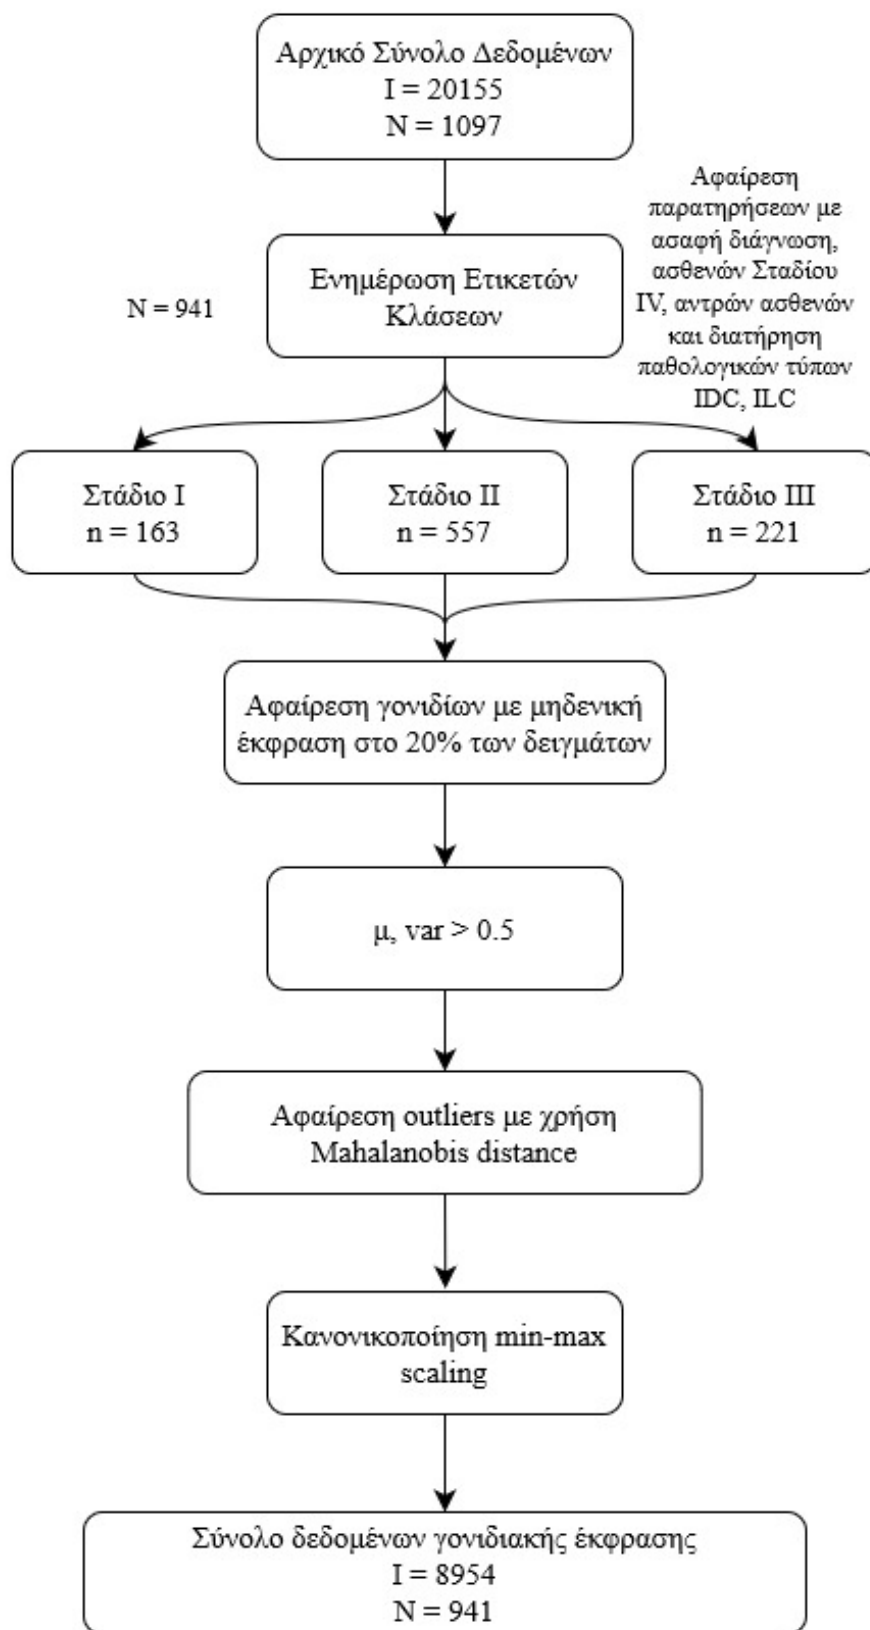 Αρχικό Σύνολο Δεδομένων
I = 20155
N = 1097
Αφαίρεση
παρατηρήσεων με
ασαφή διάγνωση,
ασθενών Σταδίου
IV, αντρών ασθενών
και διατήρηση
παθολογικών τύπων
IDC, ILC
N = 941
Ενημέρωση Ετικετών
Κλάσεων
Στάδιο I
n = 163
Στάδιο II
n = 557
Στάδιο III
n = 221
Αφαίρεση γονιδίων με μηδενική
έκφραση στο 20% των δειγμάτων
μ, var > 0.5
Αφαίρεση outliers με χρήση
Mahalanobis distance
Κανονικοποίηση min-max
scaling
Σύνολο δεδομένων γονιδιακής έκφρασης
I = 8954
N = 941